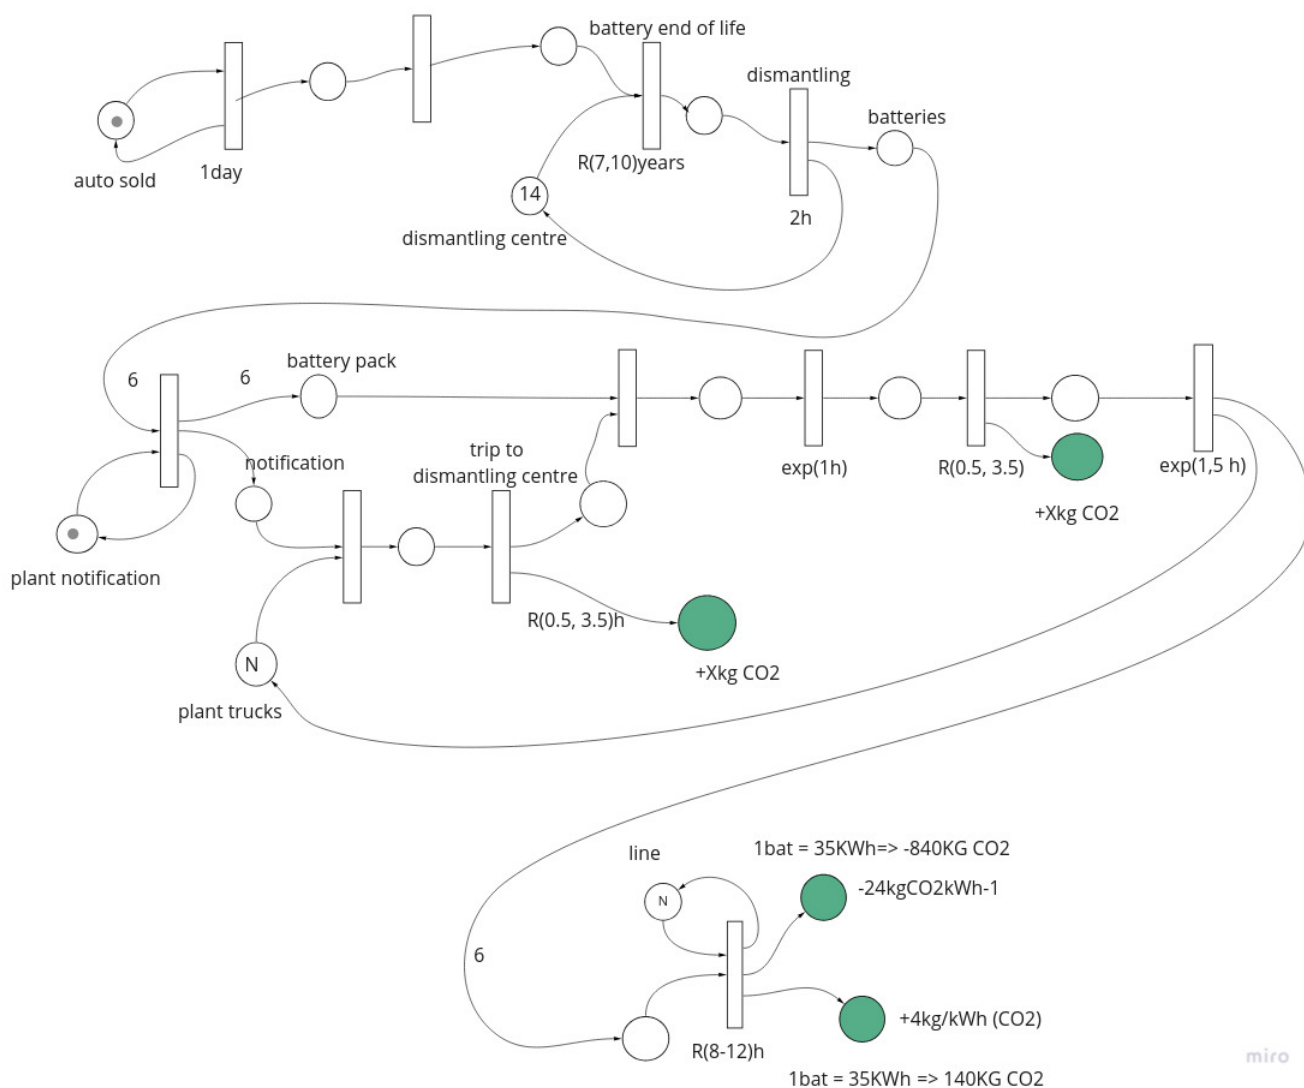 battery end of life
dismantling
batteries
auto sold
1day
R(7,10)years
14
dismantling centre
2h
6
6
battery pack
notification
trip to
dismantling centre
exp(1h)
R(0.5, 3.5)
exp(1,5 h)
+Xkg CO2
plant notification
R(0.5, 3.5)h
N
+Xkg CO2
plant trucks
line
1bat = 35KWh=> -840KG CO2
N
-24kgCO2kWh-1
6
+4kg/kWh (CO2)
R(8-12)h
1bat = 35KWh => 140KG CO2
miro